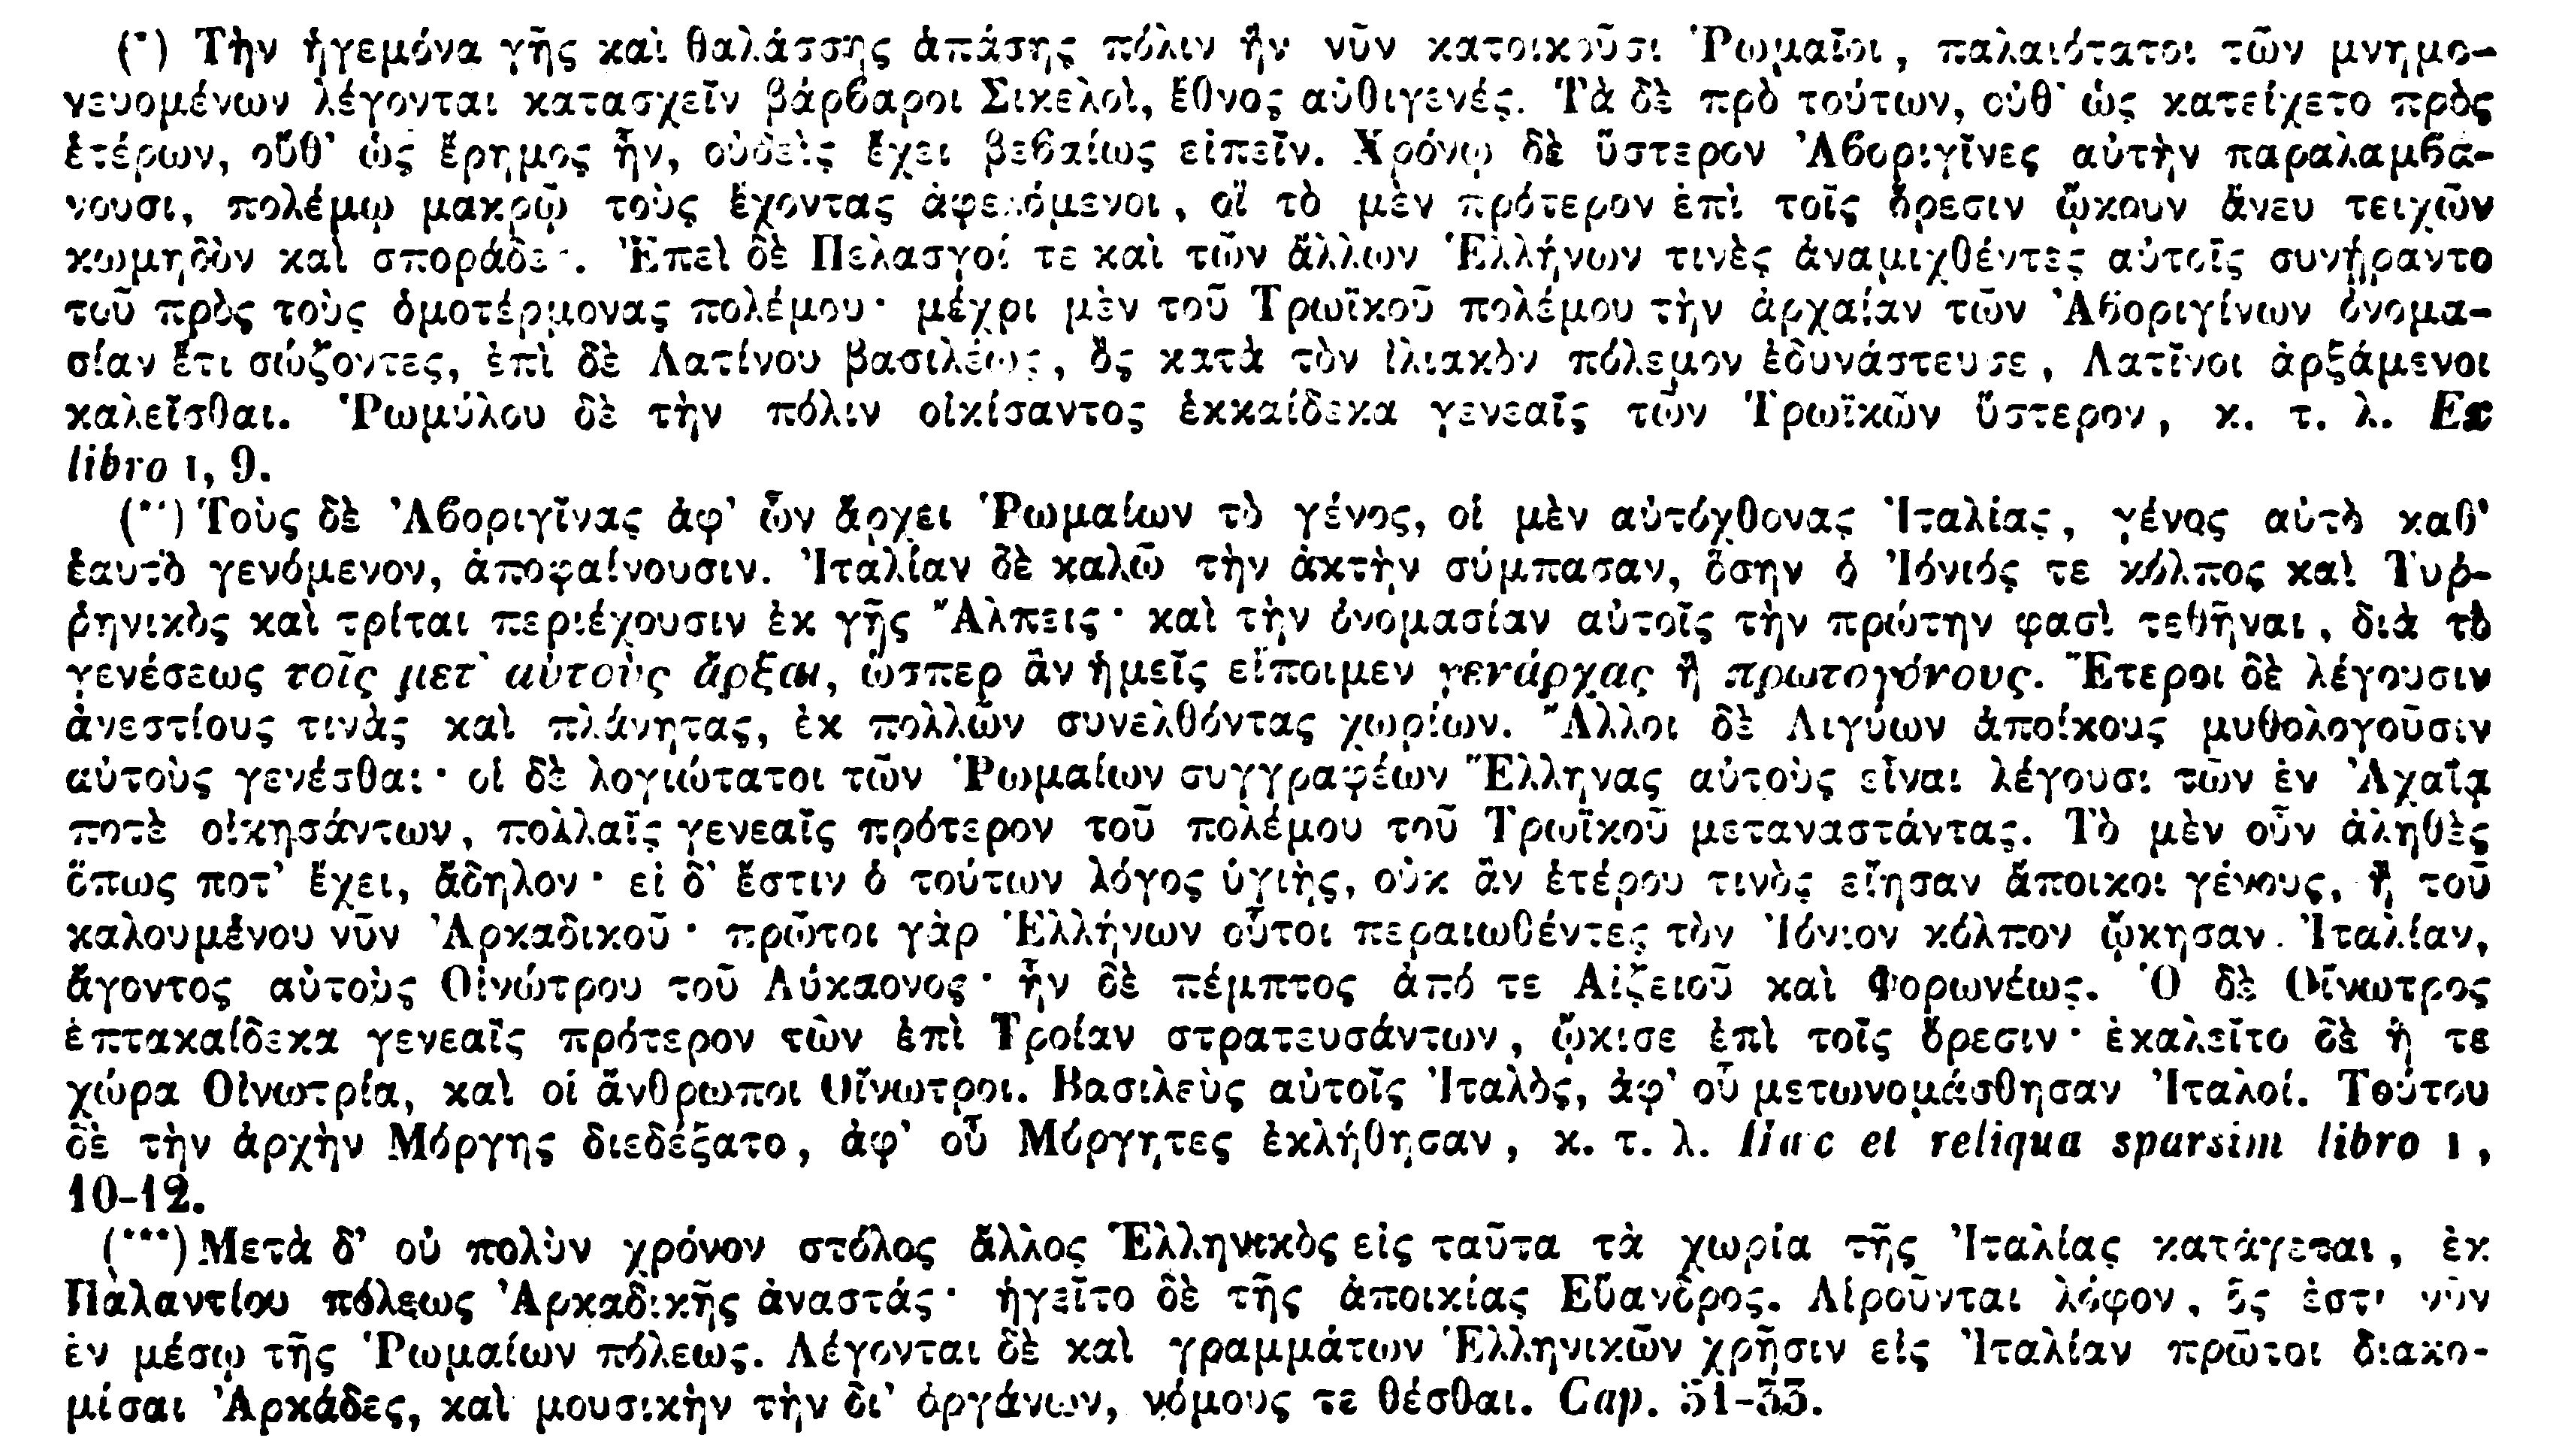 (*) Τὴν ἡγεμόνα γῆς καὶ θαλάσσης ἁπάσης πόλιν ἣν νῦν κατοικοῦσι Ῥωμαῖοι, παλαιότατοι τῶν μνημο-
νευομένων λέγονται κατασχεῖν βάρϐαροι Σικελοὶ, ἔθνος αὐθιγενές. Τὰ δὲ πρὸ τούτων, οὐθ' ὡς κατείχετο πρὸς
ἑτέρων, οὔθ' ὡς ἔρημος ἦν, οὐδεὶς ἔχει βεϐαίως εἰπεῖν. Χρόνῳ δὲ ὕστερον Ἀϐοριγῖνες αὐτὴν παραλαμϐά-
νουσι, πολέμῳ μακρῷ τοὺς ἔχοντας ἀφελόμενοι, οἳ τὸ μὲν πρότερον ἐπὶ τοῖς ὄρεσιν ᾤκουν ἄνευ τειχῶν
κωμηδὸν καὶ σποράδες. Ἐπεὶ δὲ Πελασγοί τε καὶ τῶν ἄλλων Ἑλλήνων τινὲς ἀναμιχθέντες αὐτοῖς συνῄραντο
τοῦ πρὸς τοὺς ὁμοτέρμονας πολέμου· μέχρι μὲν τοῦ Τρωϊκοῦ πολέμου τὴν ἀρχαίαν τῶν Ἀϐοριγίνων ὀνομα-
σίαν ἔτι σώζοντες, ἐπὶ δὲ Λατίνου βασιλέως, ὃς κατὰ τὸν ἰλιακὸν πόλεμον ἐδυνάστευσε, Λατῖνοι ἀρξάμενοι
καλεῖσθαι. Ῥωμύλου δὲ τὴν πόλιν οἰκίσαντος ἑκκαίδεκα γενεαῖς τῶν Τρωϊκῶν ὕστερον, κ. τ. λ. Ex
libro I, 9.
(**) Τοὺς δὲ Ἀϐοριγῖνας ἀφ' ὧν ἄρχει Ῥωμαίων τὸ γένος, οἱ μὲν αὐτόχθονας Ἰταλίας, γένος αὐτὸ καθ'
ἑαυτὸ γενόμενον, ἀποφαίνουσιν. Ἰταλίαν δὲ καλῶ τὴν ἀκτὴν σύμπασαν, ὅσην ὁ Ἰόνιός τε κόλπος καὶ Τυρ-
ῥηνικὸς καὶ τρίται περιέχουσιν ἐκ γῆς Ἄλπεις· καὶ τὴν ὀνομασίαν αὐτοῖς τὴν πρώτην φασὶ τεθῆναι, διὰ τὸ
γενέσεως τοῖς μετ' αὐτοὺς ἄρξαι, ὥσπερ ἂν ἡμεῖς εἴποιμεν γενάρχας ἢ πρωτογόνους. Ἕτεροι δὲ λέγουσιν
ἀνεστίους τινὰς καὶ πλάνητας, ἐκ πολλῶν συνελθόντας χωρίων. Ἄλλοι δὲ Λιγύων ἀποίκους μυθολογοῦσιν
αὐτοὺς γενέσθαι· οἱ δὲ λογιώτατοι τῶν Ῥωμαίων συγγραφέων Ἕλληνας αὐτοὺς εἶναι λέγουσι τῶν ἐν Ἀχαΐᾳ
ποτὲ οἰκησάντων, πολλαῖς γενεαῖς πρότερον τοῦ πολέμου τοῦ Τρωϊκοῦ μεταναστάντας. Τὸ μὲν οὖν ἀληθὲς
ὅπως ποτ' ἔχει, ἄδηλον· εἰ δ' ἔστιν ὁ τούτων λόγος ὑγιὴς, οὐκ ἂν ἑτέρου τινὸς εἴησαν ἄποικοι γένους, ἢ τοῦ
καλουμένου νῦν Ἀρκαδικοῦ· πρῶτοι γὰρ Ἑλλήνων οὗτοι περαιωθέντες τὸν Ἰόνιον κόλπον ᾤκησαν Ἰταλίαν,
ἄγοντος αὐτοὺς Οἰνώτρου τοῦ Λύκαονος· ἦν δὲ πέμπτος ἀπό τε Αἰζειοῦ καὶ Φορωνέως. Ὁ δὲ Οἴνωτρος
ἑπτακαίδεκα γενεαῖς πρότερον τῶν ἐπὶ Τροίαν στρατευσάντων, ᾤκισε ἐπὶ τοῖς ὄρεσιν· ἐκαλεῖτο δὲ ἥ τε
χώρα Οἰνωτρία, καὶ οἱ ἄνθρωποι Οἴνωτροι. Βασιλεὺς αὐτοῖς Ἰταλὸς, ἀφ' οὗ μετωνομάσθησαν Ἰταλοί. Τούτου
δὲ τὴν ἀρχὴν Μόργης διεδέξατο, ἀφ' οὗ Μόργητες ἐκλήθησαν, κ. τ. λ. Hæc et reliqua sparsim libro I,
10-12.
(***) Μετὰ δ' οὐ πολὺν χρόνον στόλος ἄλλὸς Ἑλληνικὸς εἰς ταῦτα τὰ χωρία τῆς Ἰταλίας κατάγεται, ἐκ
Παλαντίου πόλεως Ἀρκαδικῆς ἀναστάς· ἡγεῖτο δὲ τῆς ἀποικίας Εὔανδρος. Αἱροῦνται λόφον, ὅς ἐστι νῦν
ἐν μέσῳ τῆς Ῥωμαίων πόλεως. Λέγονται δὲ καὶ γραμμάτων Ἑλληνικῶν χρῆσιν εἰς Ἰταλίαν πρῶτοι διακο-
μίσαι Ἀρκάδες, καὶ μουσικὴν τὴν δι' ὀργάνων, νόμους τε θέσθαι. Cap. 31-33.